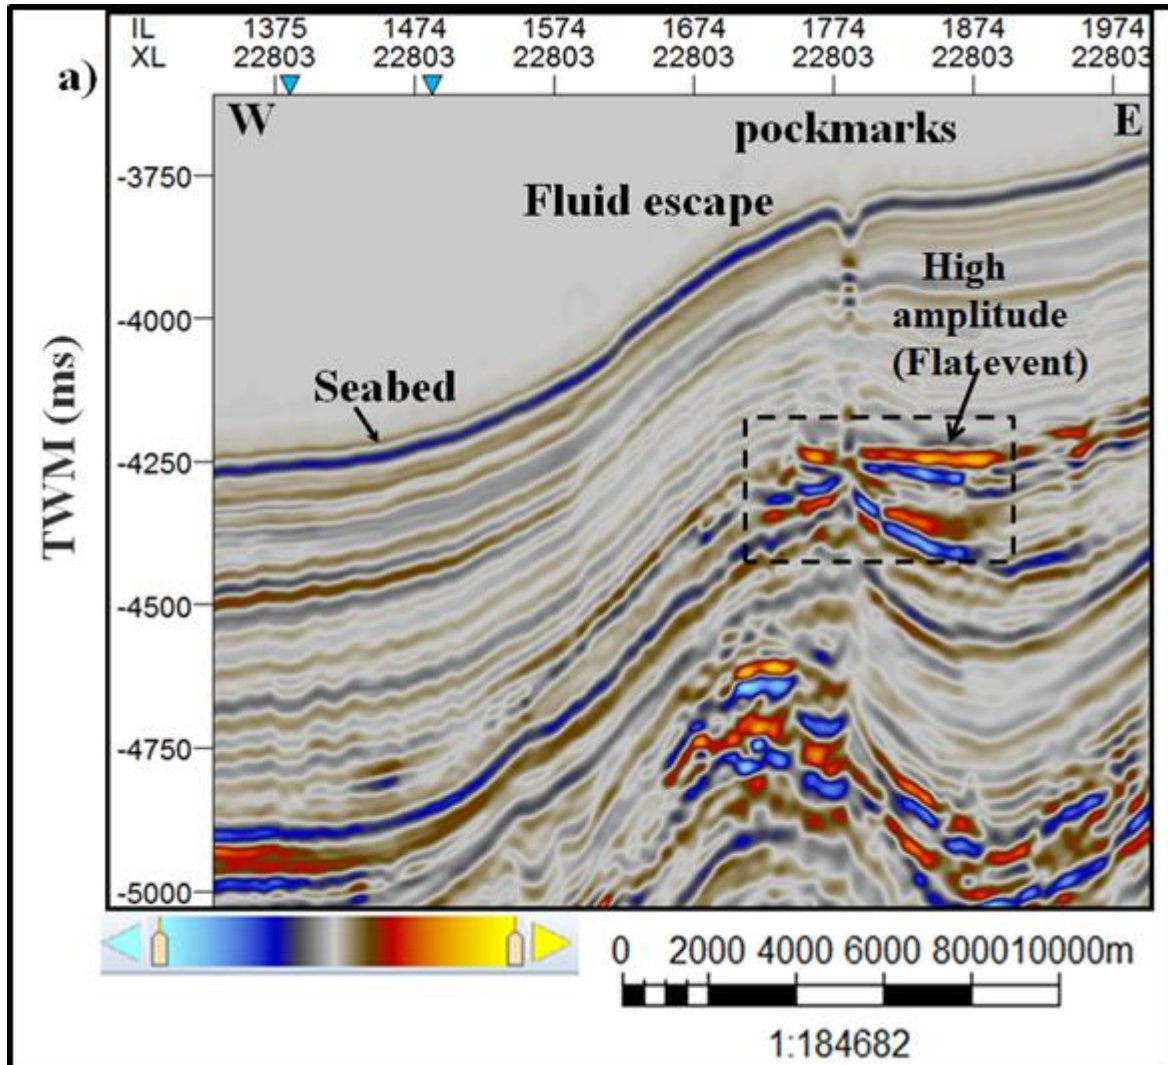 IL 1375 1474 1574 1674 1774 1874 1974
XL 22803 22803 22803 22803 22803 22803 22803
a)
W
pockmarks
E
-3750
Fluid escape
High
amplitude
(Flat event)
-4000
Seabed
-4250
TWM (ms)
-4500
-4750
-5000
0 2000 4000 6000 8000 10000m
1:184682